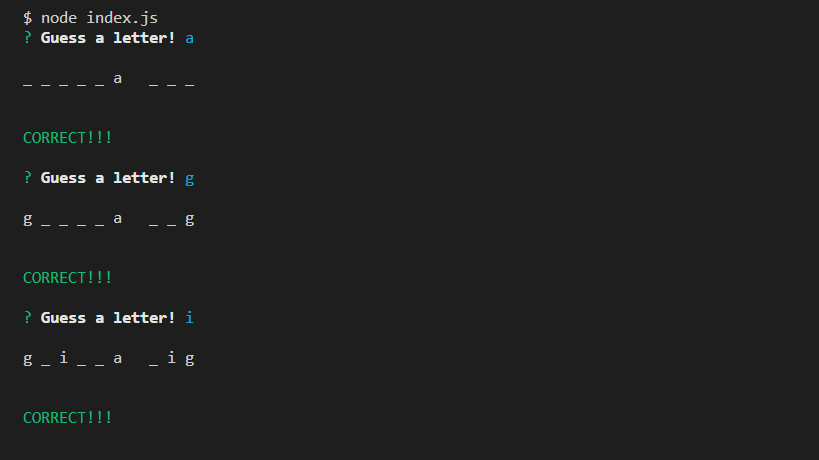 $ node index.js
? Guess a letter! a
_ _ _ _ _ a   _ _ _
CORRECT!!!
? Guess a letter! g
g _ _ _ _ a   _ _ g
CORRECT!!!
? Guess a letter! i
g _ i _ _ a   _ i g
CORRECT!!!